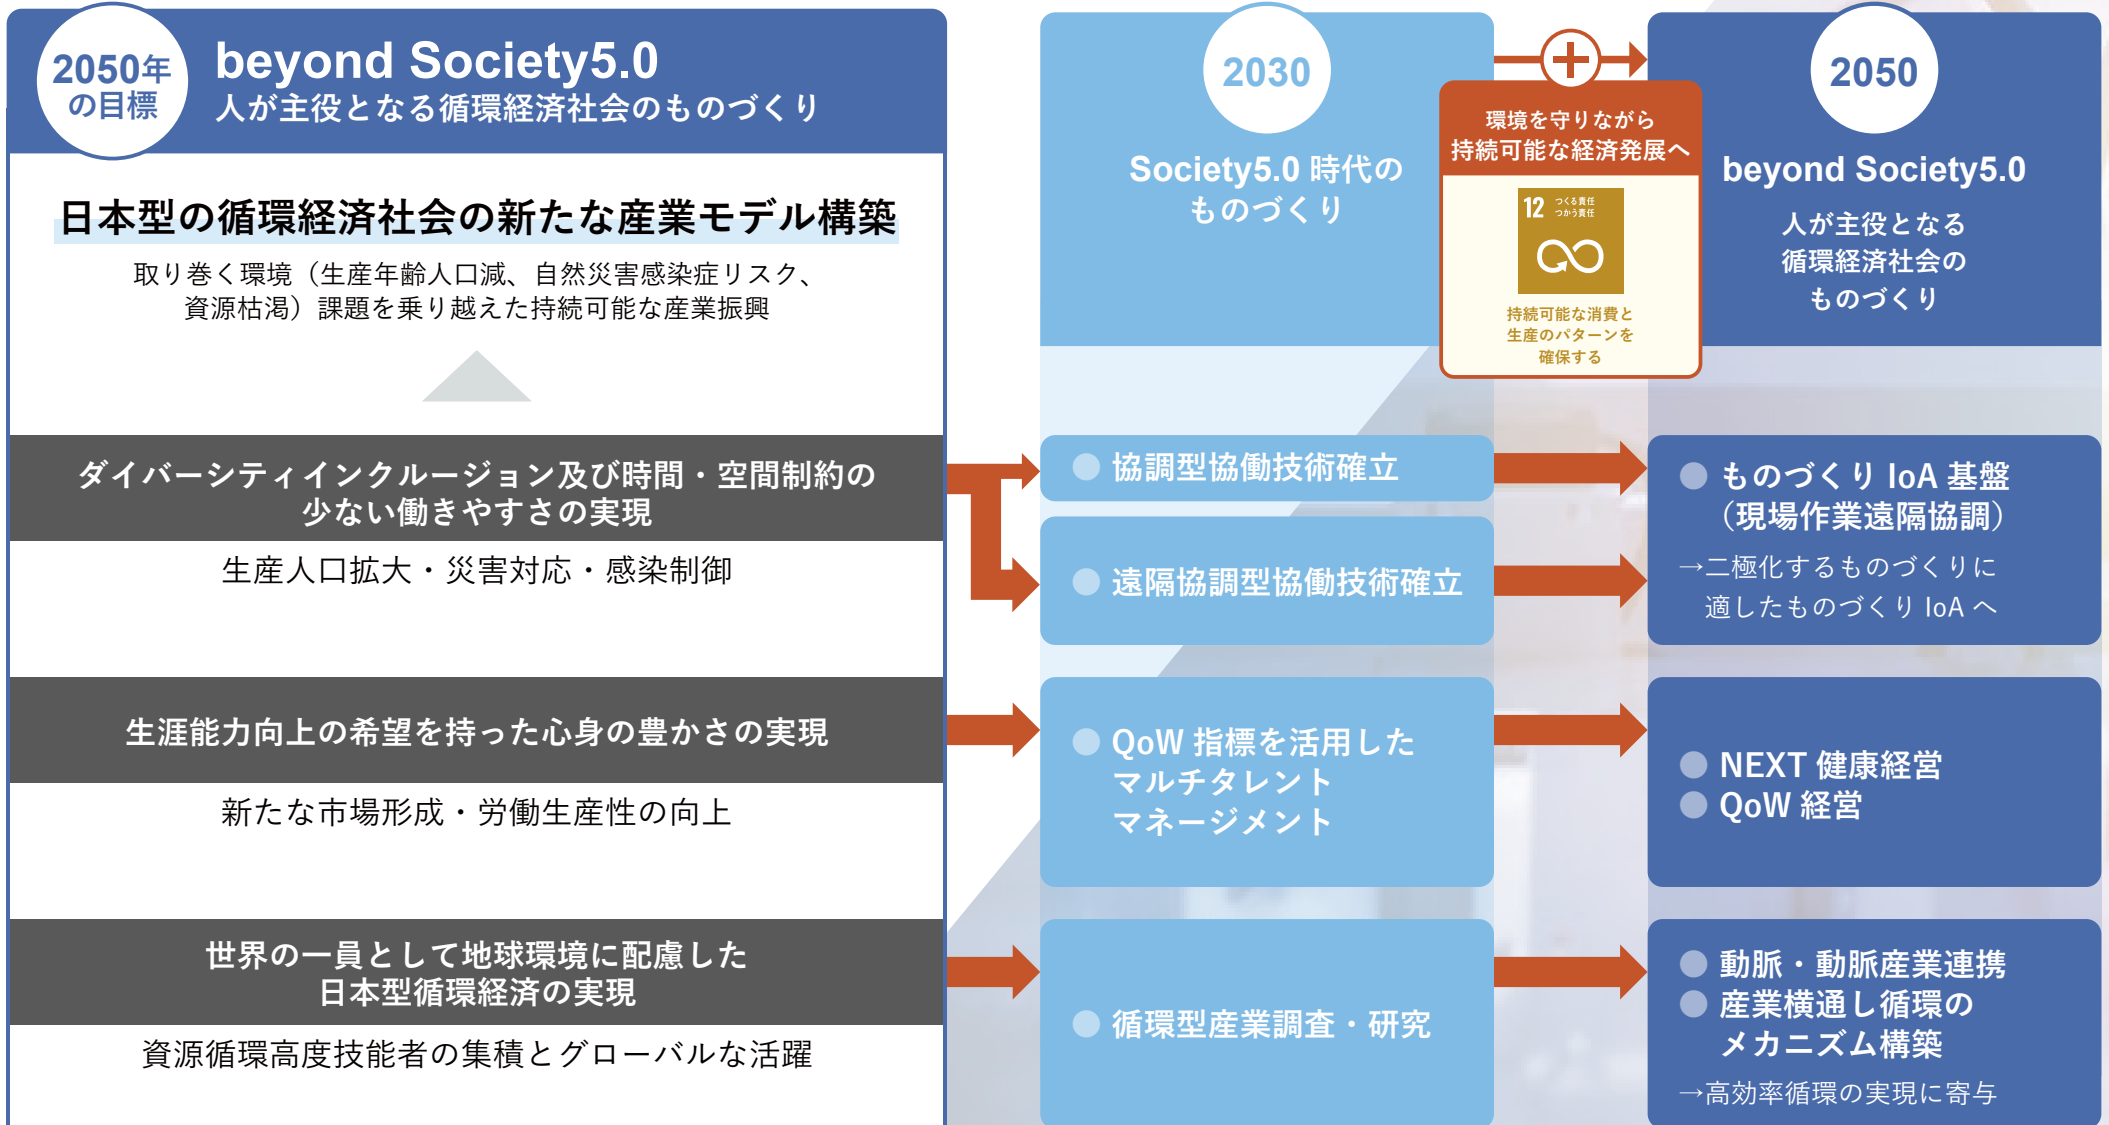 2050年
の目標
beyond Society5.0
人が主役となる循環経済社会のものづくり
日本型の循環経済社会の新たな産業モデル構築
取り巻く環境（生産年齢人口減、自然災害感染症リスク、
資源枯渇）課題を乗り越えた持続可能な産業振興
ダイバーシティインクルージョン及び時間・空間制約の
少ない働きやすさの実現
生産人口拡大・災害対応・感染制御
生涯能力向上の希望を持った心身の豊かさの実現
新たな市場形成・労働生産性の向上
世界の一員として地球環境に配慮した
日本型循環経済の実現
資源循環高度技能者の集積とグローバルな活躍
2030
Society5.0 時代の
ものづくり
● 協調型協働技術確立
● 遠隔協調型協働技術確立
● QoW 指標を活用した
マルチタレント
マネージメント
● 循環型産業調査・研究
環境を守りながら
持続可能な経済発展へ
12 つくる責任
つかう責任
持続可能な消費と
生産のパターンを
確保する
2050
beyond Society5.0
人が主役となる
循環経済社会の
ものづくり
● ものづくり IoA 基盤
（現場作業遠隔協調）
→二極化するものづくりに
適したものづくり IoA へ
● NEXT 健康経営
● QoW 経営
● 動脈・動脈産業連携
● 産業横通し循環の
メカニズム構築
→高効率循環の実現に寄与